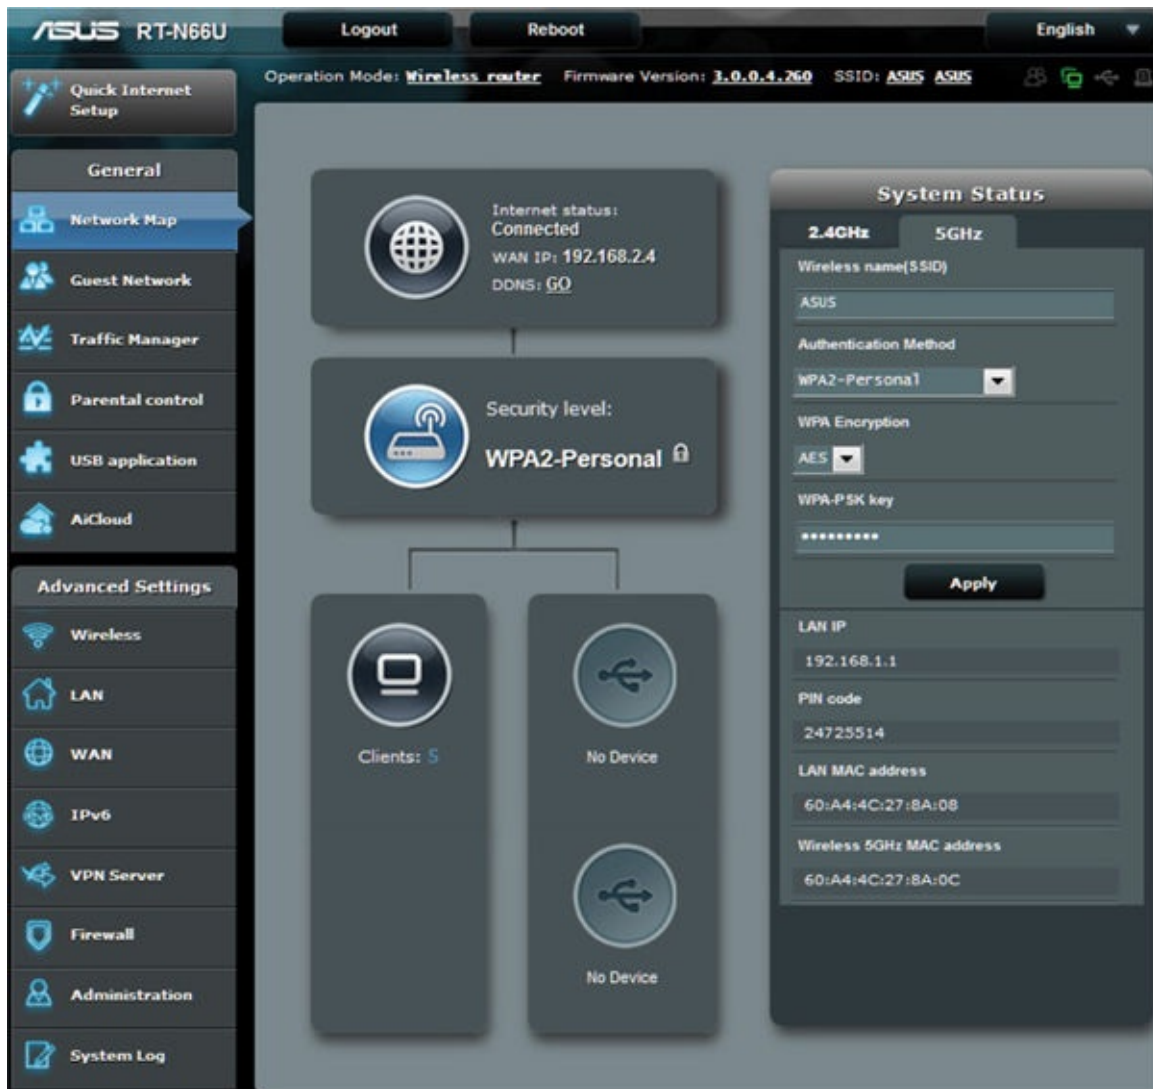 ASUS RT-N66U
Logout
Reboot
English
Operation Mode: Wireless router Firmware Version: 3.0.0.4.260 SSID: ASUS ASUS
Quick Internet
Setup
General
Network Map
Guest Network
Traffic Manager
Parental control
USB application
AiCloud
Advanced Settings
Wireless
LAN
WAN
IPv6
VPN Server
Firewall
Administration
System Log
Internet status:
Connected
WAN IP: 192.168.2.4
DDNS: GO
Security level:
WPA2-Personal
Clients: 5
No Device
No Device
System Status
2.4GHz
5GHz
Wireless name(SSID)
ASUS
Authentication Method
WPA2-Personal
WPA Encryption
AES
WPA-PSK key
•••••••••
Apply
LAN IP
192.168.1.1
PIN code
24725514
LAN MAC address
60:A4:4C:27:8A:08
Wireless 5GHz MAC address
60:A4:4C:27:8A:0C